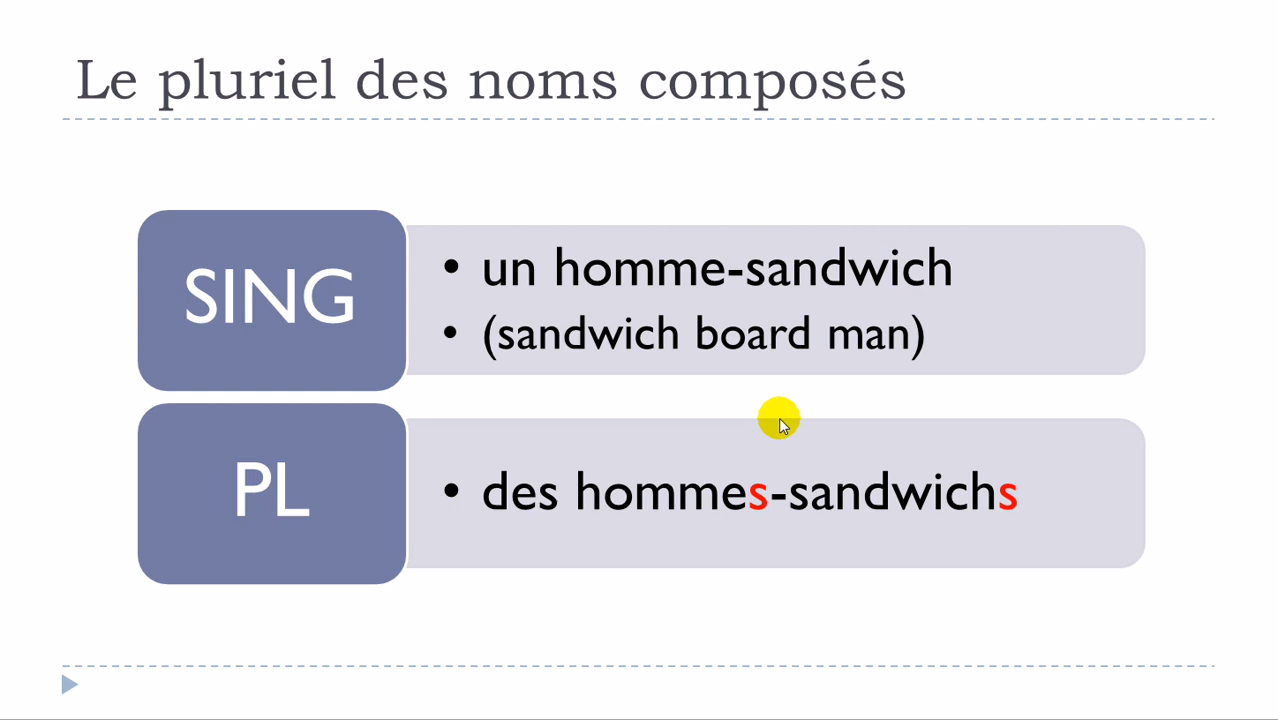 Le pluriel des noms composés
SING
• un homme-sandwich
• (sandwich board man)
PL
• des hommes-sandwichs